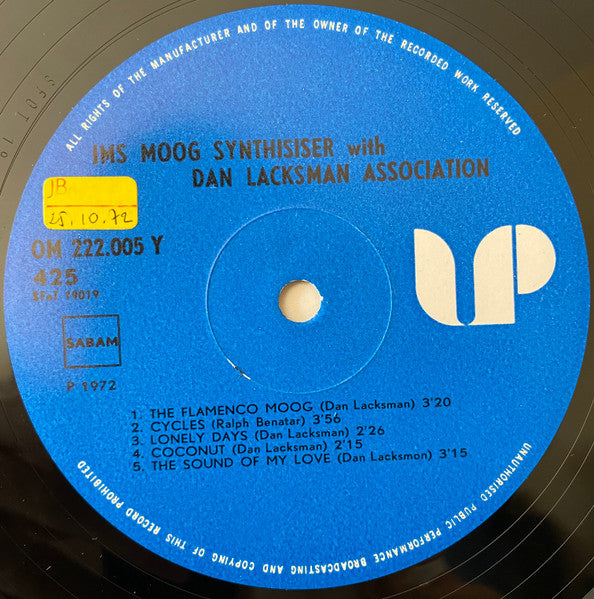 ALL RIGHTS OF THE MANUFACTURER AND OF THE OWNER OF THE RECORDED WORK RESERVED
IMS MOOG SYNTHISISER with
DAN LACKSMAN ASSOCIATION
JB
25.10.72
OM 222.005 Y
425
UP
SABAM
P 1972
1. THE FLAMENCO MOOG (Dan Lacksman) 3'20
2. CYCLES (Ralph Benatar) 3'56
3. LONELY DAYS (Dan Lacksman) 2'26
4. COCONUT (Dan Lacksman) 2'15
5. THE SOUND OF MY LOVE (Dan Lacksmon) 3'15
UNAUTHORISED PUBLIC PERFORMANCE BROADCASTING AND COPYING OF THIS RECORD PROHIBITED